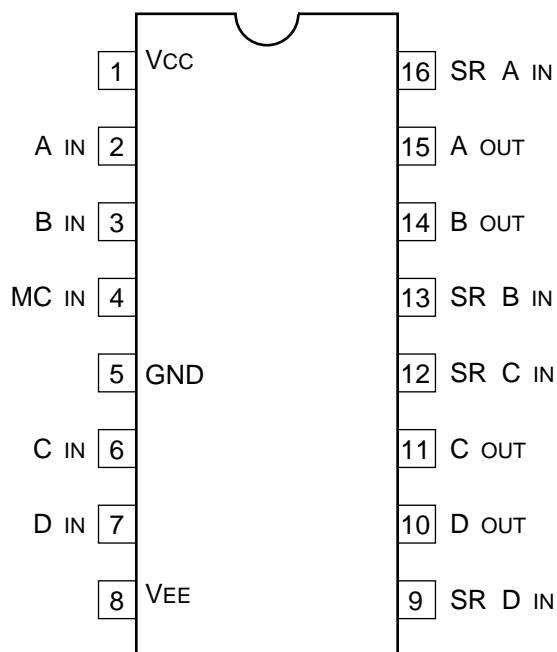 1 VCC 16 SR A IN
A IN 2 15 A OUT
B IN 3 14 B OUT
MC IN 4 13 SR B IN
5 GND 12 SR C IN
C IN 6 11 C OUT
D IN 7 10 D OUT
8 VEE 9 SR D IN